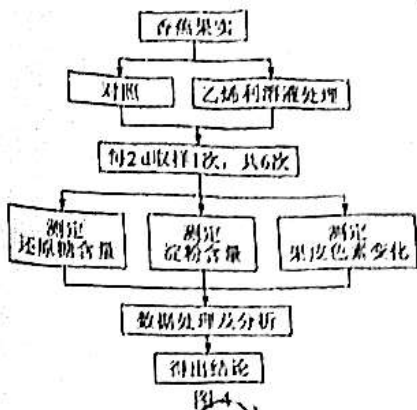 香蕉果实
对照
乙烯利溶液处理
每2d取样1次，共6次
测定
还原糖含量
测定
淀粉含量
测定
果皮色素变化
数据处理及分析
得出结论
图4